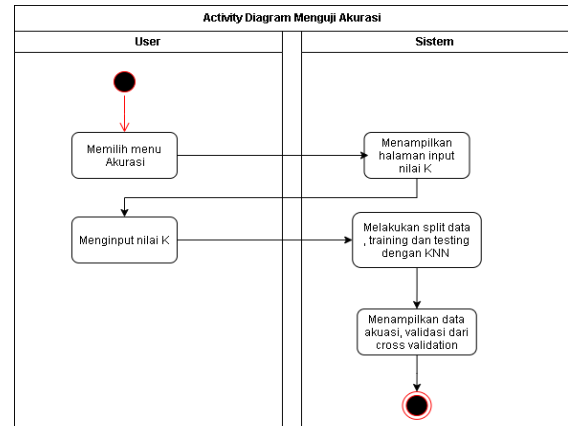 Activity Diagram Menguji Akurasi
User
Sistem
Memilih menu
Akurasi
Menampilkan
halaman input
nilai K
Menginput nilai K
Melakukan split data
, training dan testing
dengan KNN
Menampilkan data
akuasi, validasi dari
cross validation